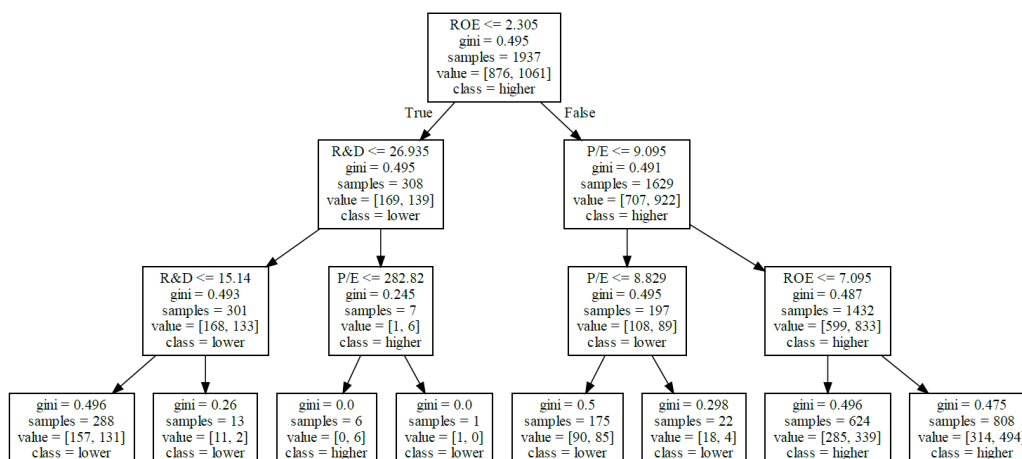 ROE <= 2.305
gini = 0.495
samples = 1937
value = [876, 1061]
class = higher
True
False
R&D <= 26.935
gini = 0.495
samples = 308
value = [169, 139]
class = lower
P/E <= 9.095
gini = 0.491
samples = 1629
value = [707, 922]
class = higher
R&D <= 15.14
gini = 0.493
samples = 301
value = [168, 133]
class = lower
P/E <= 282.82
gini = 0.245
samples = 7
value = [1, 6]
class = higher
P/E <= 8.829
gini = 0.495
samples = 197
value = [108, 89]
class = lower
ROE <= 7.095
gini = 0.487
samples = 1432
value = [599, 833]
class = higher
gini = 0.496
samples = 288
value = [157, 131]
class = lower
gini = 0.26
samples = 13
value = [11, 2]
class = lower
gini = 0.0
samples = 6
value = [0, 6]
class = higher
gini = 0.0
samples = 1
value = [1, 0]
class = lower
gini = 0.5
samples = 175
value = [90, 85]
class = lower
gini = 0.298
samples = 22
value = [18, 4]
class = lower
gini = 0.496
samples = 624
value = [285, 339]
class = higher
gini = 0.475
samples = 808
value = [314, 494]
class = higher